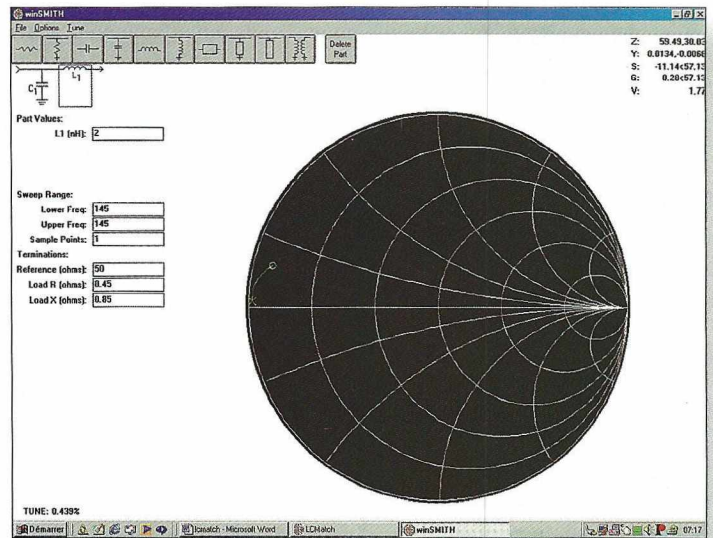 winSMITH
File Options Tune
Delete Part
Z: 59.49,30.03
Y: 0.0134,-0.0068
S: -11.14<57.13
G: 0.28<57.13
V: 1.77
C1
L1
Part Values:
L1 (nH): 2
Sweep Range:
Lower Freq: 145
Upper Freq: 145
Sample Points: 1
Terminations:
Reference (ohms): 50
Load R (ohms): 0.45
Load X (ohms): 0.85
TUNE: 0.439%
Démarrer
lcmatch - Microsoft Word
LCMatch
winSMITH
07:17